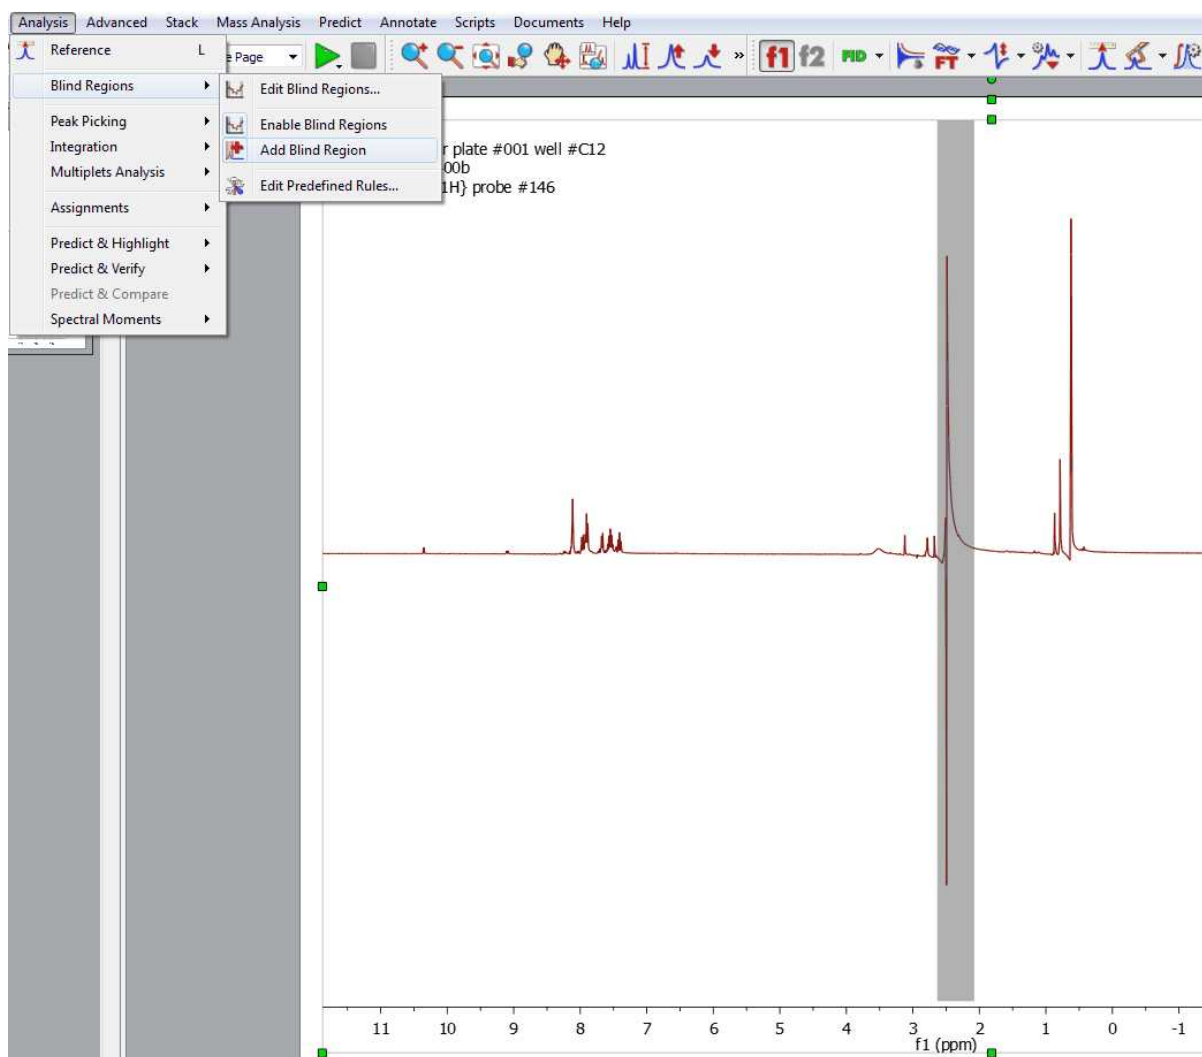 Analysis Advanced Stack Mass Analysis Predict Annotate Scripts Documents Help
Reference L
Page
f1 f2 FID FT
Blind Regions
Edit Blind Regions...
Enable Blind Regions
Add Blind Region
Edit Predefined Rules...
Peak Picking
Integration
Multiplets Analysis
Assignments
Predict & Highlight
Predict & Verify
Predict & Compare
Spectral Moments
r plate #001 well #C12
00b
1H} probe #146
11 10 9 8 7 6 5 4 3 2 1 0 -1
f1 (ppm)